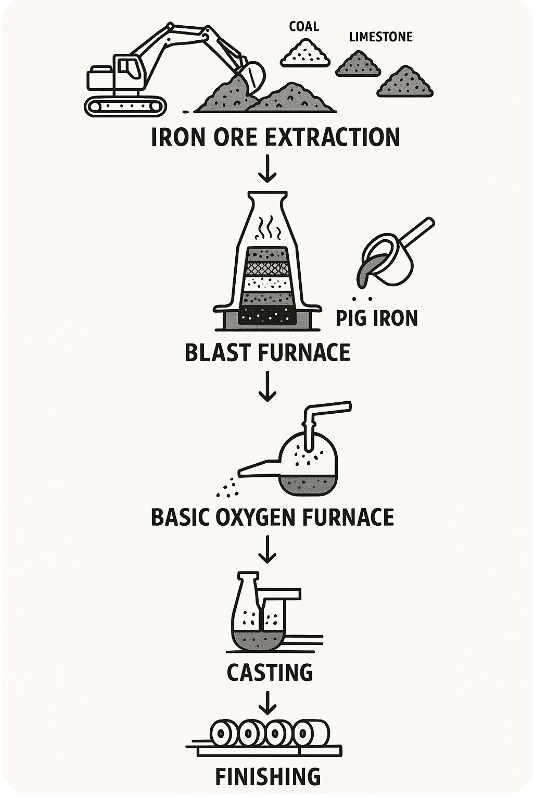 COAL
LIMESTONE
IRON ORE EXTRACTION
PIG IRON
BLAST FURNACE
BASIC OXYGEN FURNACE
CASTING
FINISHING